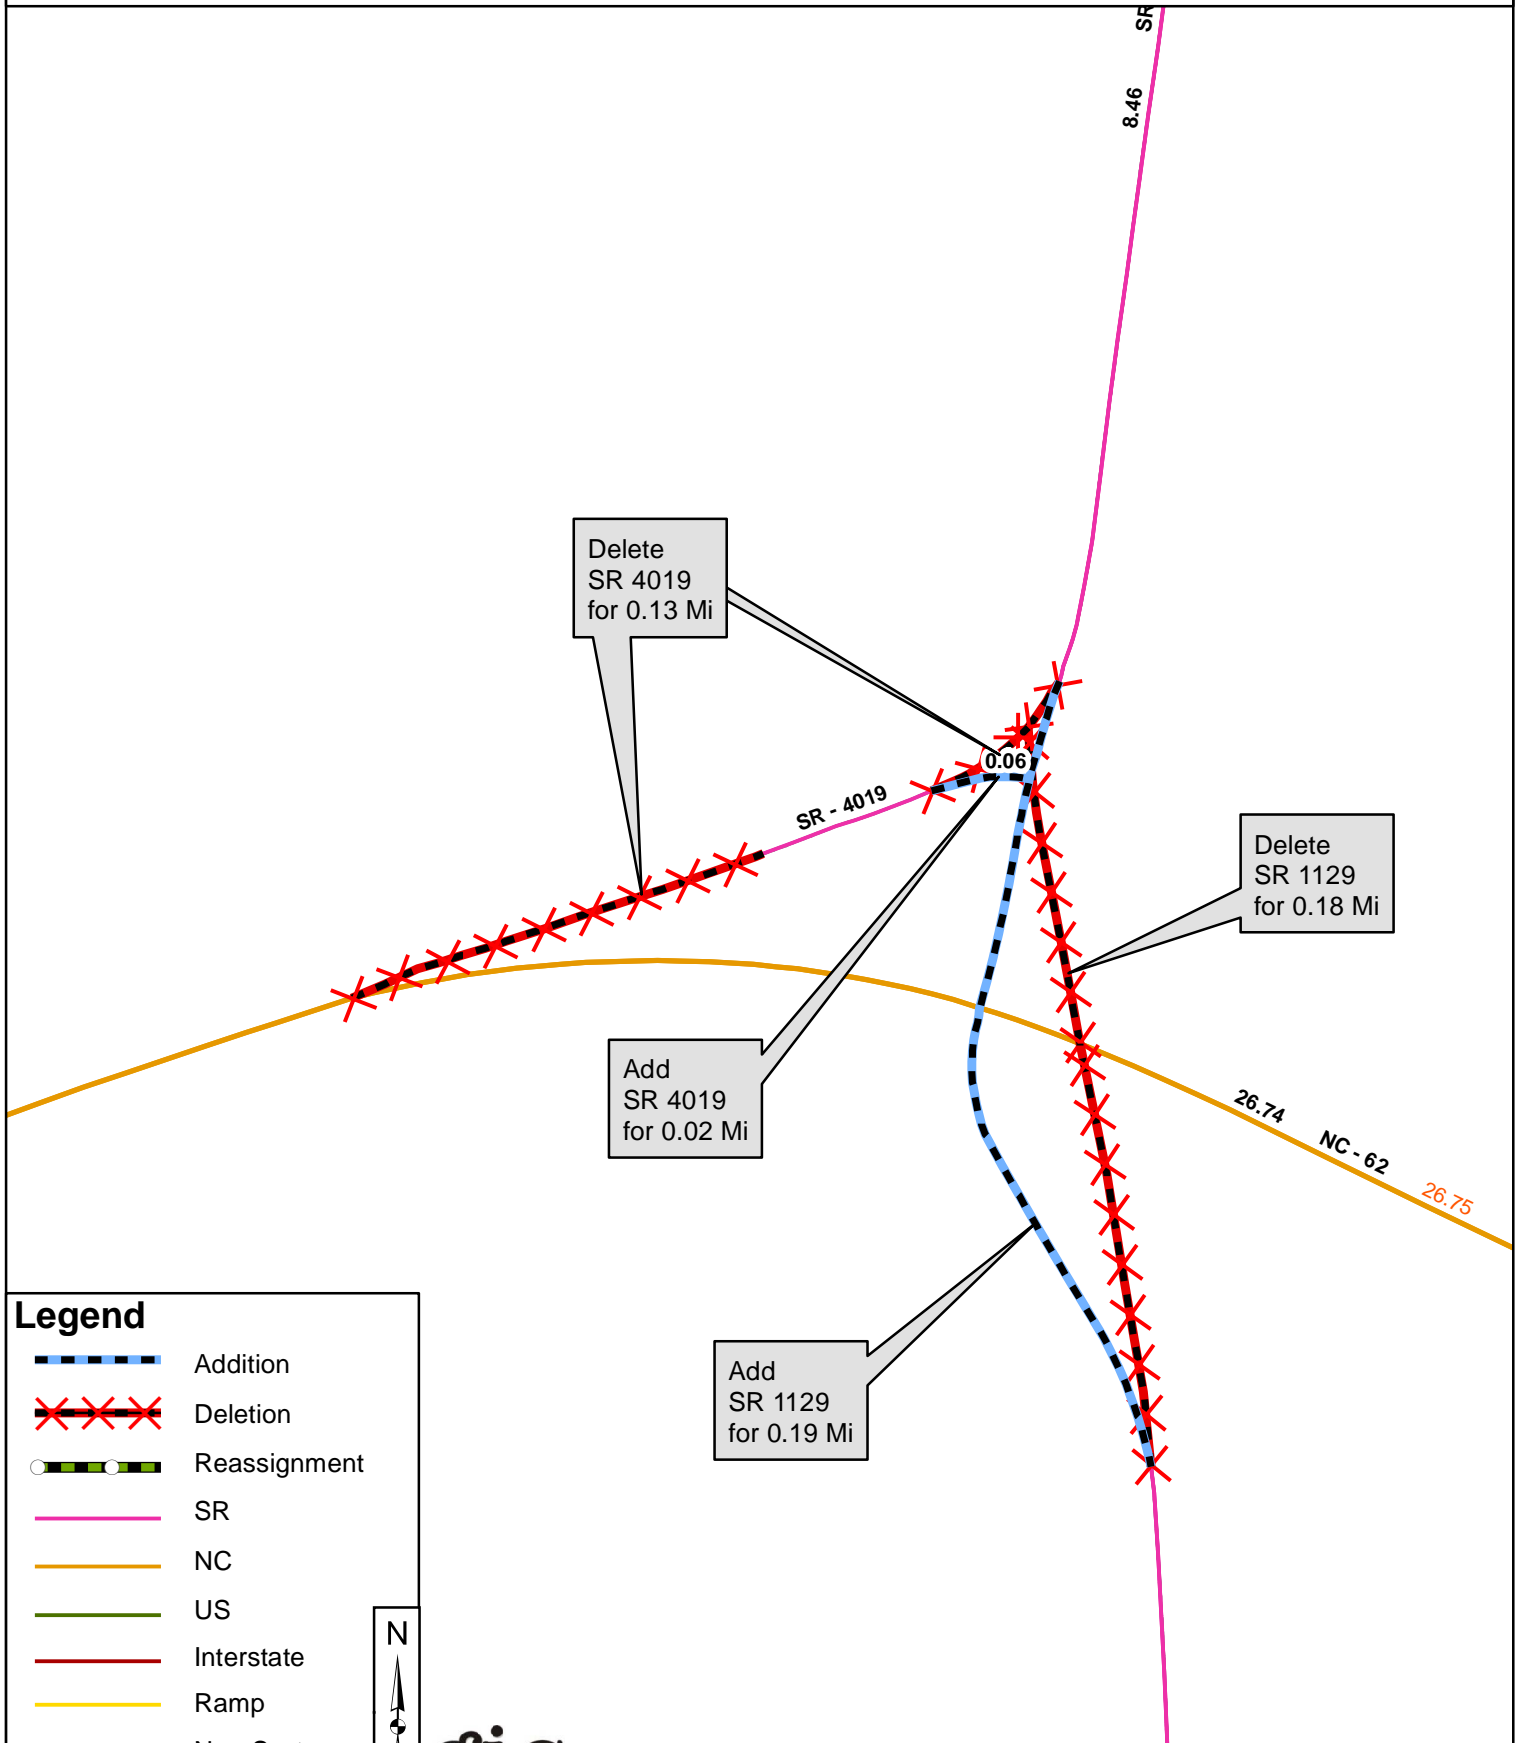 SR
8.46
Delete
SR 4019
for 0.13 Mi
0.06
SR - 4019
Delete
SR 1129
for 0.18 Mi
Add
SR 4019
for 0.02 Mi
26.74
NC - 62
26.75
Add
SR 1129
for 0.19 Mi
Legend
Addition
Deletion
Reassignment
SR
NC
US
Interstate
Ramp
N